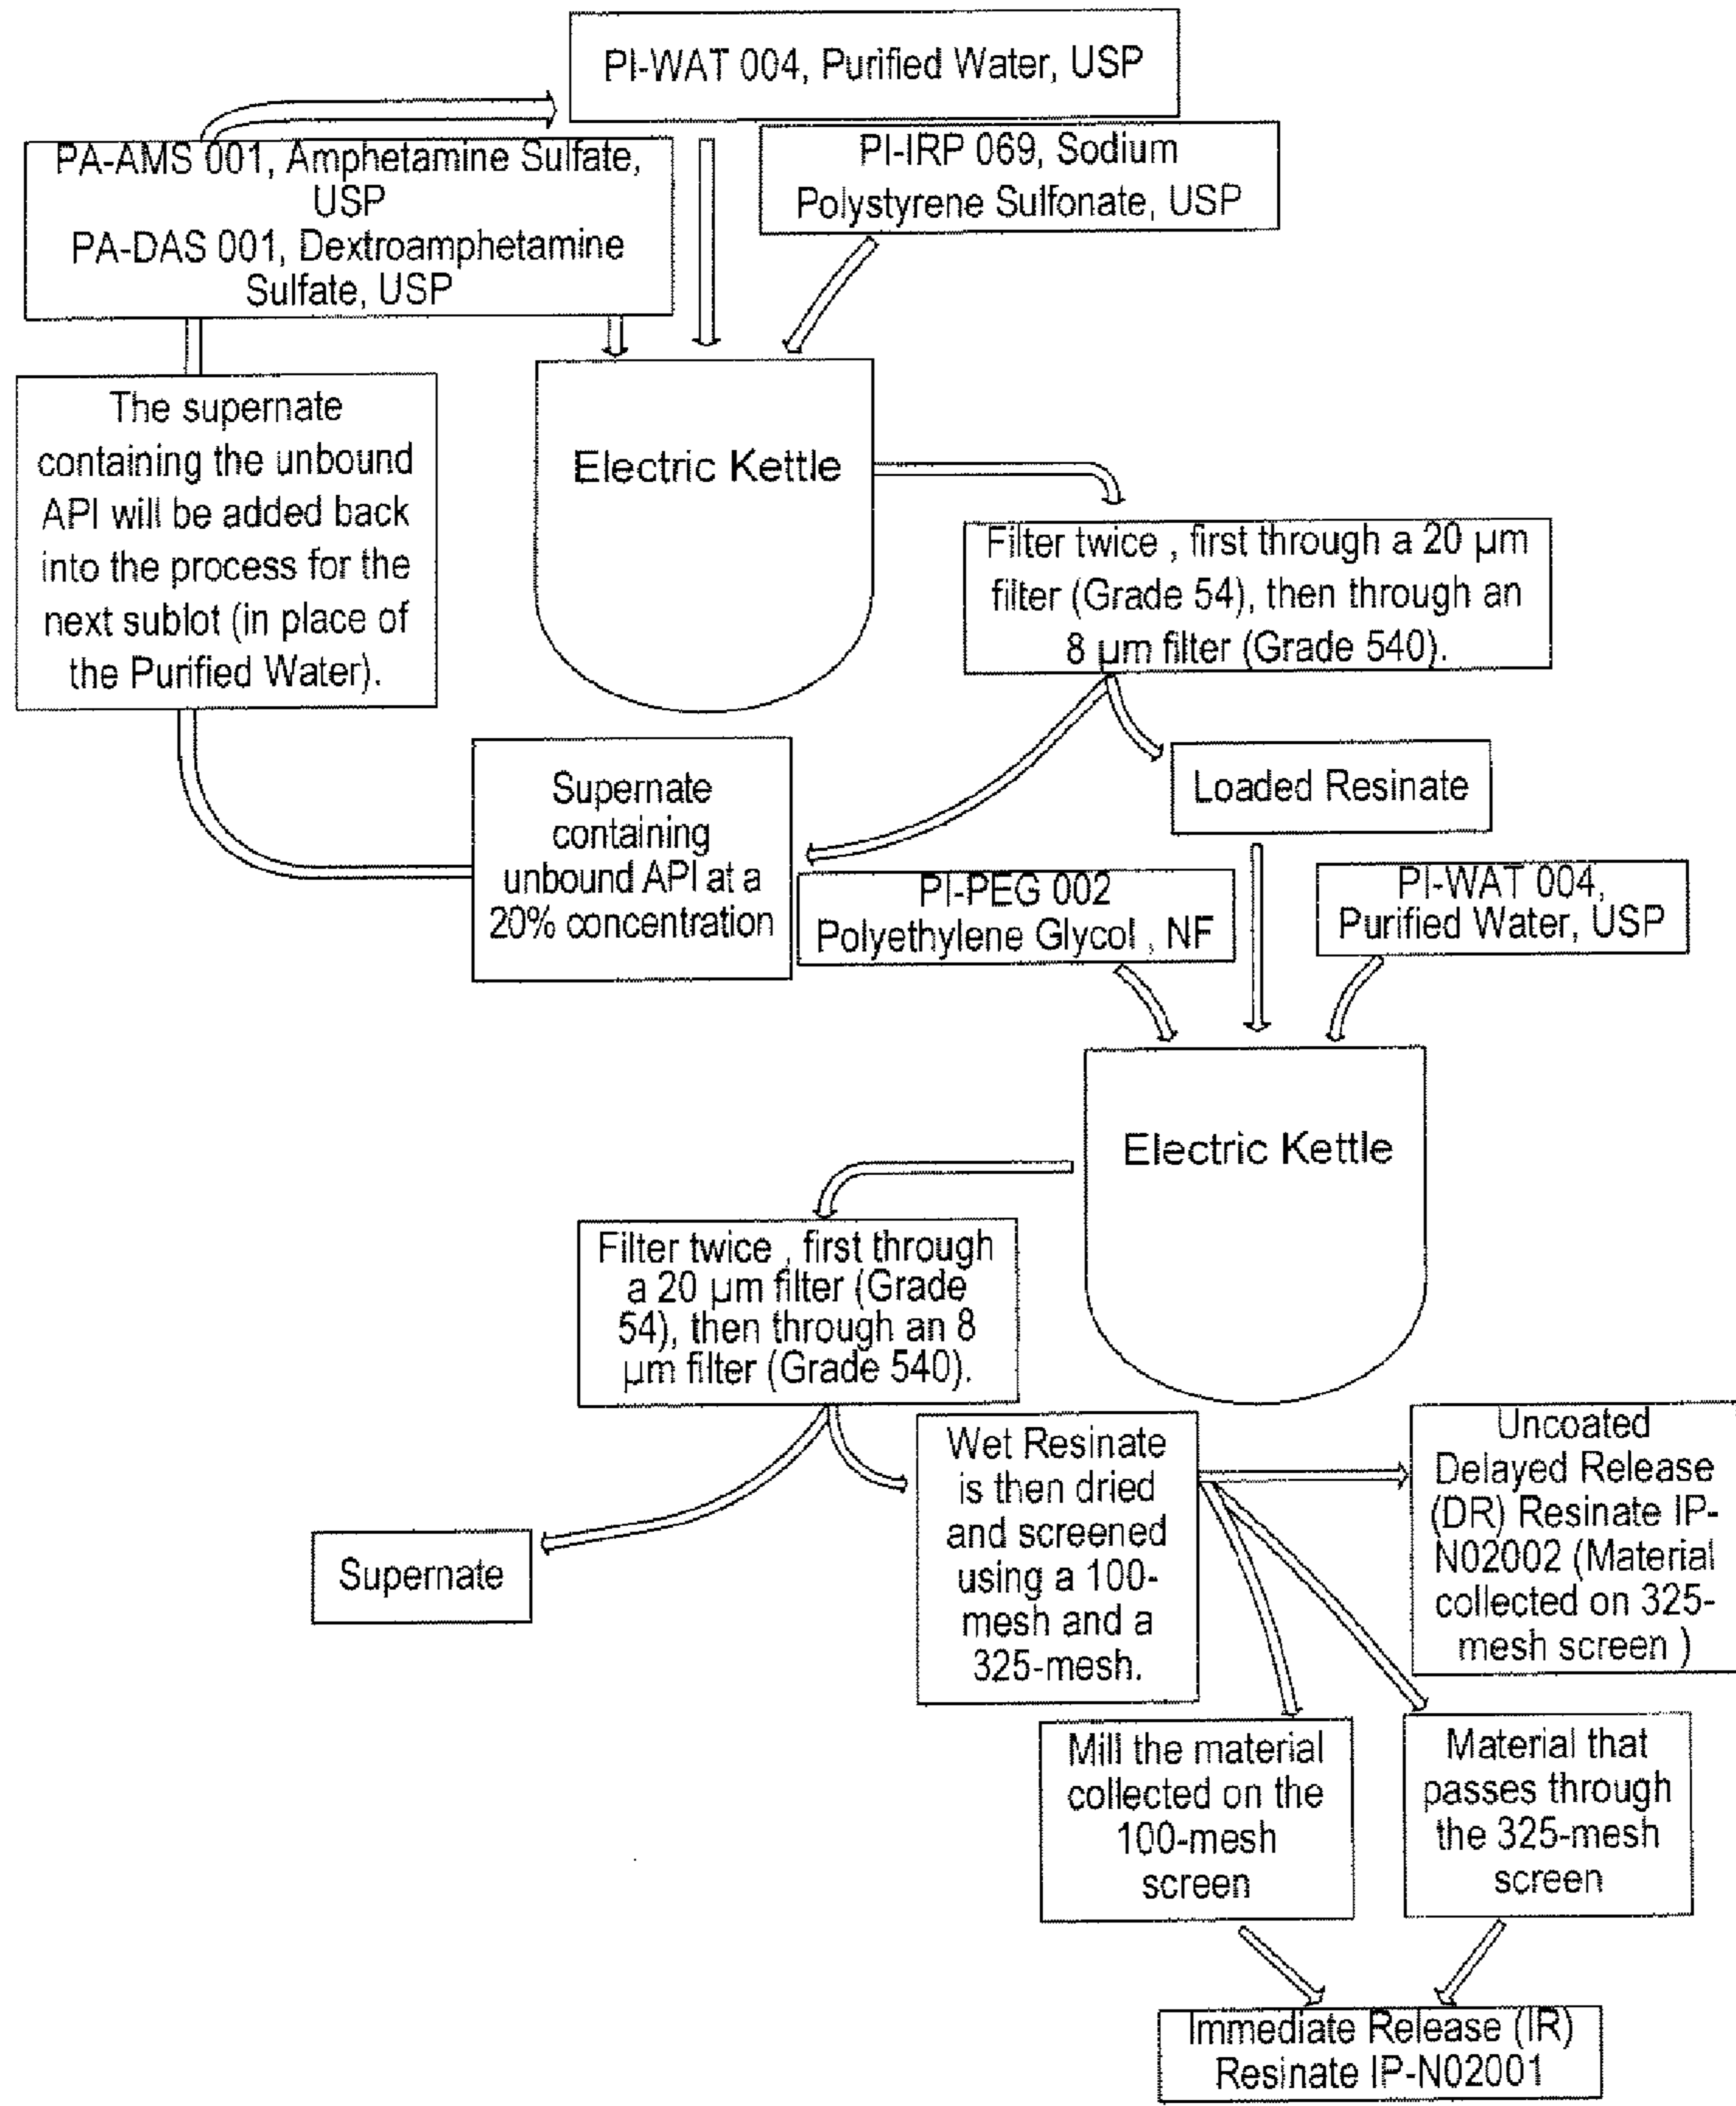 PI-WAT 004, Purified Water, USP
PA-AMS 001, Amphetamine Sulfate,
USP
PA-DAS 001, Dextroamphetamine
Sulfate, USP
PI-IRP 069, Sodium
Polystyrene Sulfonate, USP
The supernate
containing the unbound
API will be added back
into the process for the
next sublot (in place of
the Purified Water).
Electric Kettle
Filter twice , first through a 20 µm
filter (Grade 54), then through an
8 µm filter (Grade 540).
Supernate
containing
unbound API at a
20% concentration
Loaded Resinate
PI-PEG 002
Polyethylene Glycol , NF
PI-WAT 004,
Purified Water, USP
Electric Kettle
Filter twice , first through
a 20 µm filter (Grade
54), then through an 8
µm filter (Grade 540).
Supernate
Wet Resinate
is then dried
and screened
using a 100-
mesh and a
325-mesh.
Uncoated
Delayed Release
(DR) Resinate IP-
N02002 (Material
collected on 325-
mesh screen )
Mill the material
collected on the
100-mesh
screen
Material that
passes through
the 325-mesh
screen
Immediate Release (IR)
Resinate IP-N02001